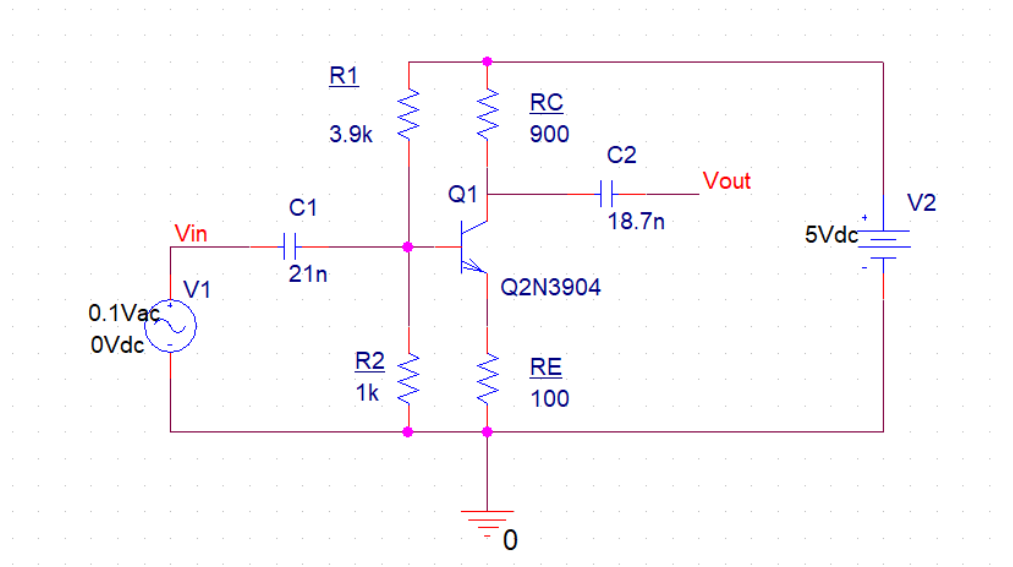 R1
3.9k
RC
900
C2
18.7n
Vout
Q1
Q2N3904
V2
5Vdc
+
-
C1
21n
Vin
V1
0.1Vac
0Vdc
+
-
R2
1k
RE
100
0